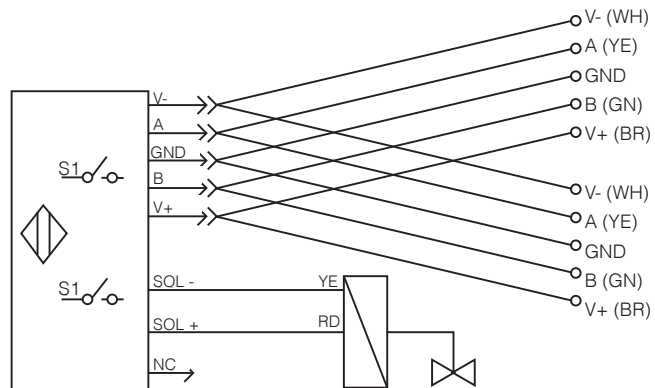 V- (WH)
A (YE)
GND
B (GN)
V+ (BR)
V-
A
GND
S1
B
V+
V- (WH)
A (YE)
GND
B (GN)
V+ (BR)
S1
SOL -
YE
SOL +
RD
NC